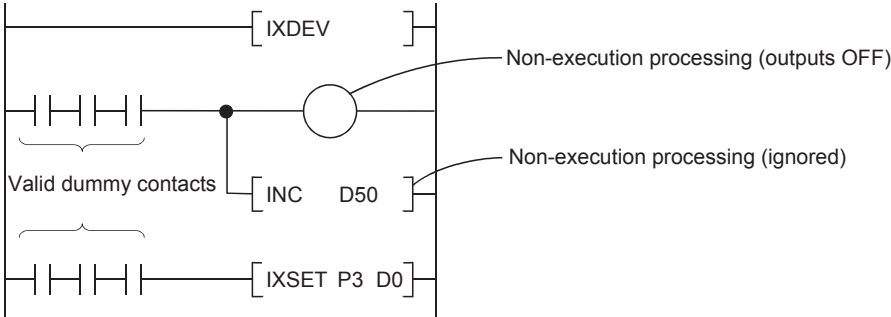 IXDEV
Non-execution processing (outputs OFF)
Non-execution processing (ignored)
Valid dummy contacts
INC D50
IXSET P3 D0